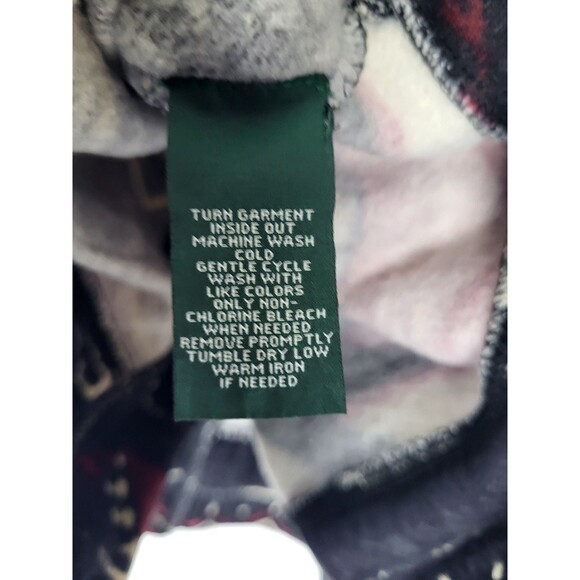 TURN GARMENT
INSIDE OUT
MACHINE WASH
COLD
GENTLE CYCLE
WASH WITH
LIKE COLORS
ONLY NON-
CHLORINE BLEACH
WHEN NEEDED
REMOVE PROMPTLY
TUMBLE DRY LOW
WARM IRON
IF NEEDED